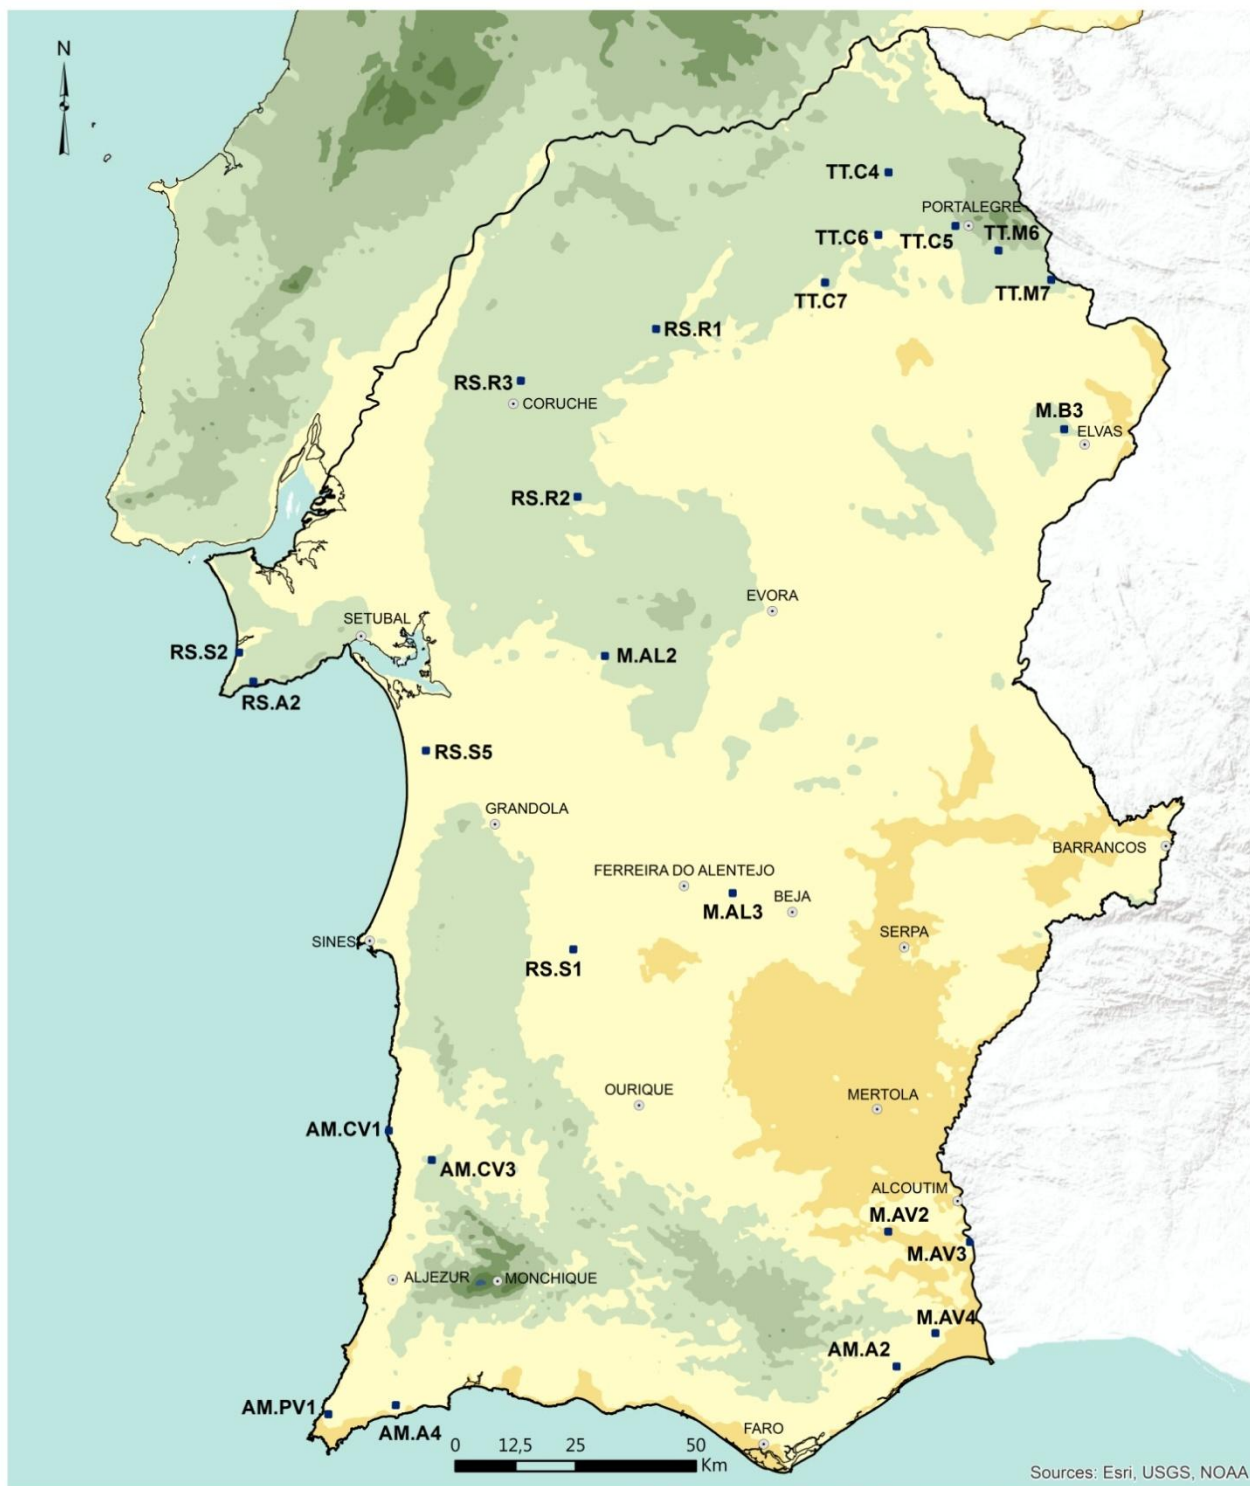 N
TT.C4
PORTALEGRE
TT.C6
TT.C5
TT.M6
TT.C7
TT.M7
RS.R1
RS.R3
CORUCHE
M.B3
ELVAS
RS.R2
EVORA
SETUBAL
RS.S2
M.AL2
RS.A2
RS.S5
GRANDOLA
BARRANCOS
FERREIRA DO ALENTEJO
BEJA
M.AL3
SERPA
SINES
RS.S1
OURIQUE
MERTOLA
AM.CV1
AM.CV3
ALCOUTIM
M.AV2
M.AV3
ALJEZUR
MONCHIQUE
M.AV4
AM.A2
AM.PV1
AM.A4
FARO
0 12,5 25 50
Km
Sources: Esri, USGS, NOAA